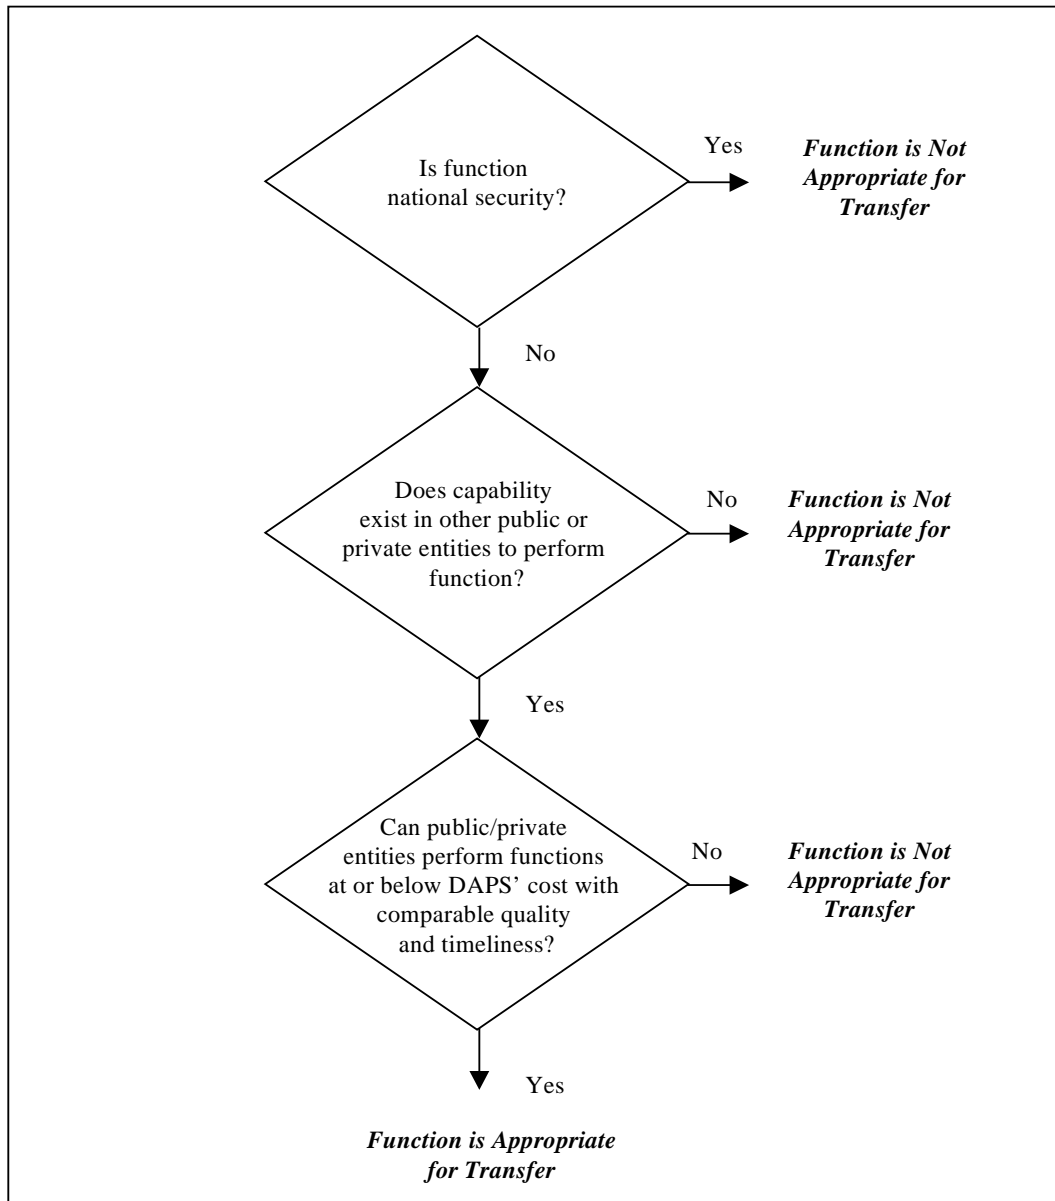 Is function
national security?
Yes
Function is Not
Appropriate for
Transfer
No
Does capability
exist in other public or
private entities to perform
function?
No
Function is Not
Appropriate for
Transfer
Yes
Can public/private
entities perform functions
at or below DAPS’ cost with
comparable quality
and timeliness?
No
Function is Not
Appropriate for
Transfer
Yes
Function is Appropriate
for Transfer